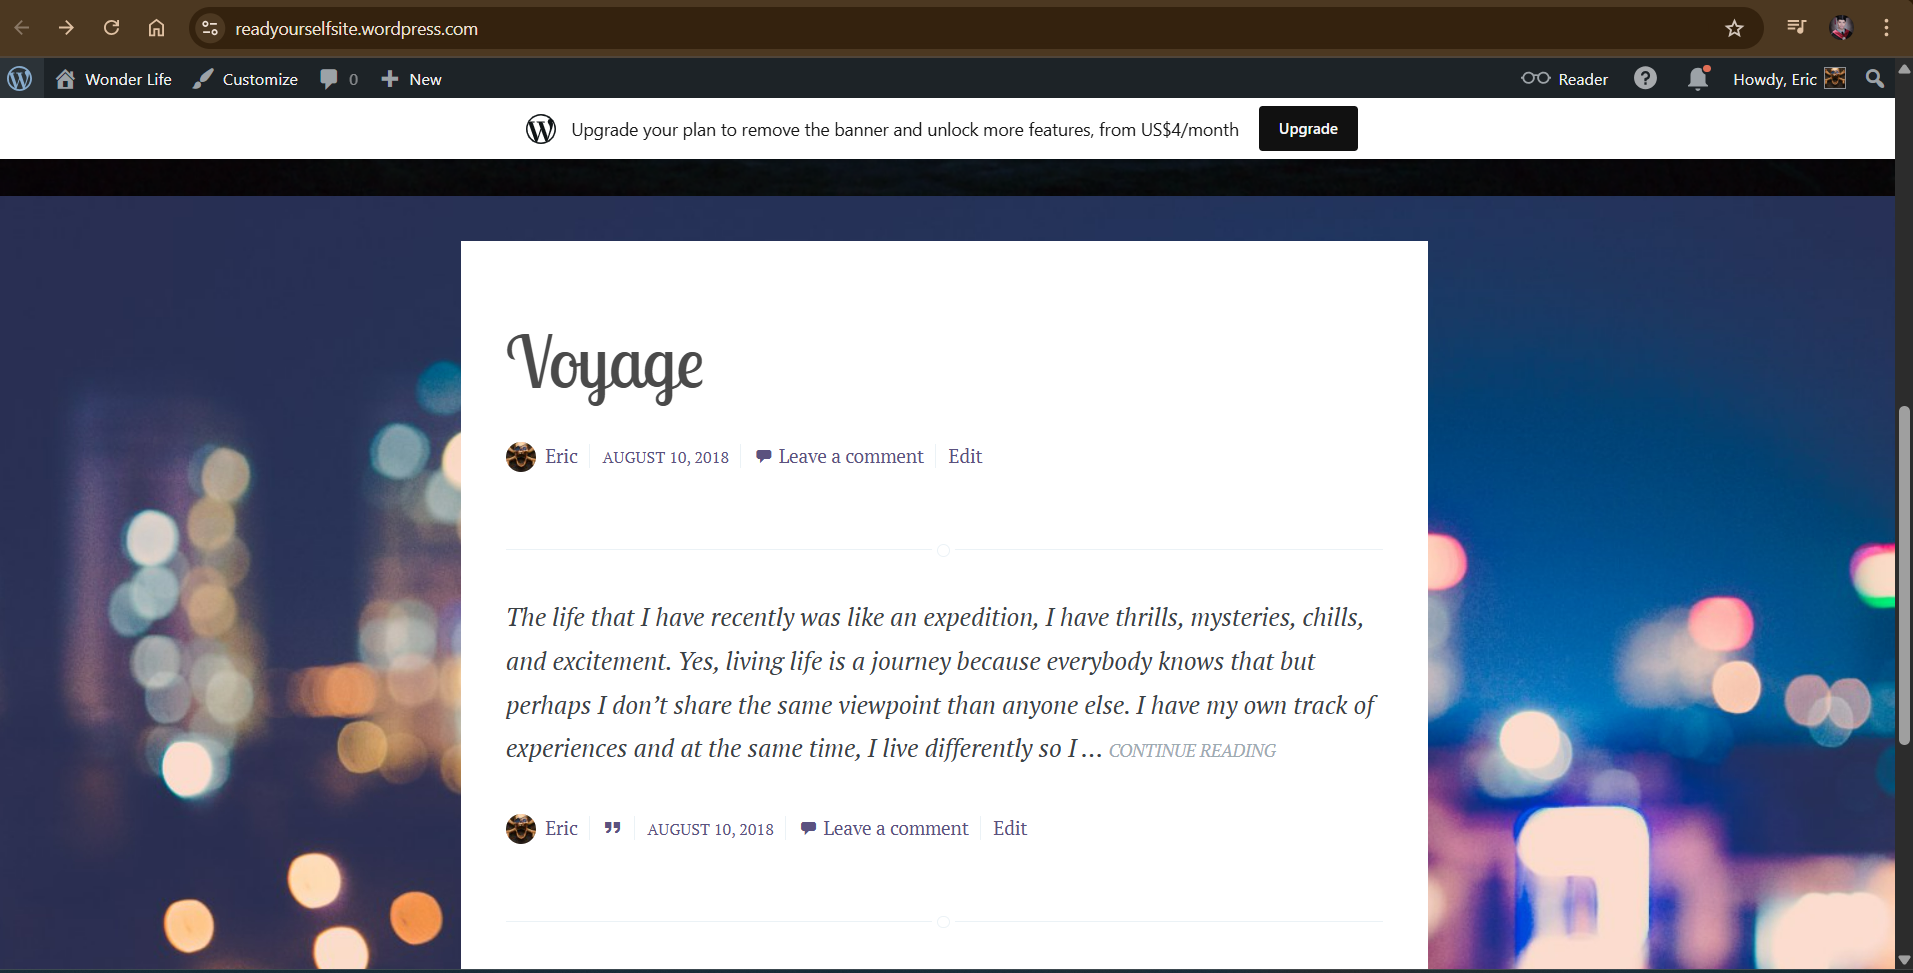 readyourselfsite.wordpress.com
Wonder Life Customize 0 New Reader Howdy, Eric
Upgrade your plan to remove the banner and unlock more features, from US$4/month Upgrade
Voyage
Eric AUGUST 10, 2018 Leave a comment Edit
The life that I have recently was like an expedition, I have thrills, mysteries, chills,
and excitement. Yes, living life is a journey because everybody knows that but
perhaps I don’t share the same viewpoint than anyone else. I have my own track of
experiences and at the same time, I live differently so I … CONTINUE READING
Eric AUGUST 10, 2018 Leave a comment Edit